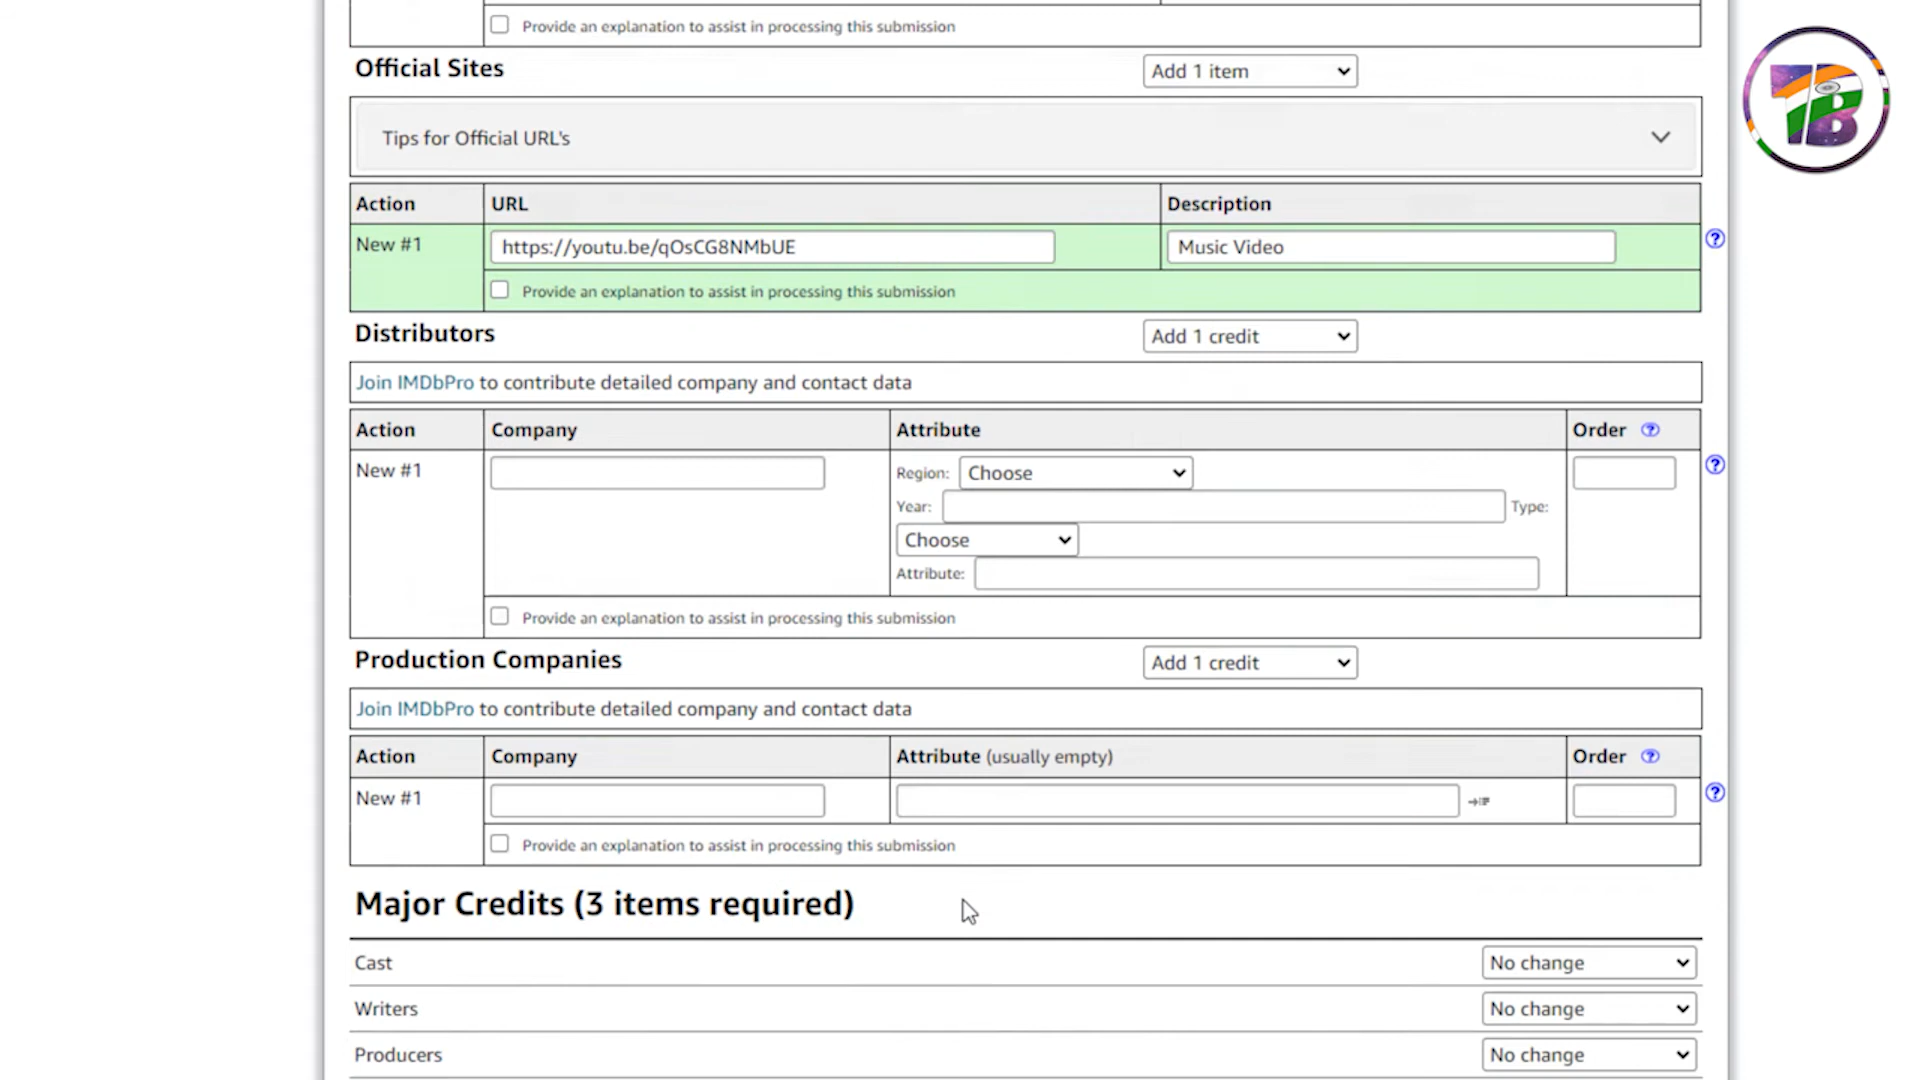 Provide an explanation to assist in processing this submission
Official Sites
Add 1 item
Tips for Official URL's
Action URL Description
New #1 https://youtu.be/qOsCG8NMbUE Music Video
Provide an explanation to assist in processing this submission
Distributors
Add 1 credit
Join IMDbPro to contribute detailed company and contact data
Action Company Attribute Order
New #1 Region: Choose
Year: Type:
Choose
Attribute:
Provide an explanation to assist in processing this submission
Production Companies
Add 1 credit
Join IMDbPro to contribute detailed company and contact data
Action Company Attribute (usually empty) Order
New #1
Provide an explanation to assist in processing this submission
Major Credits (3 items required)
Cast No change
Writers No change
Producers No change